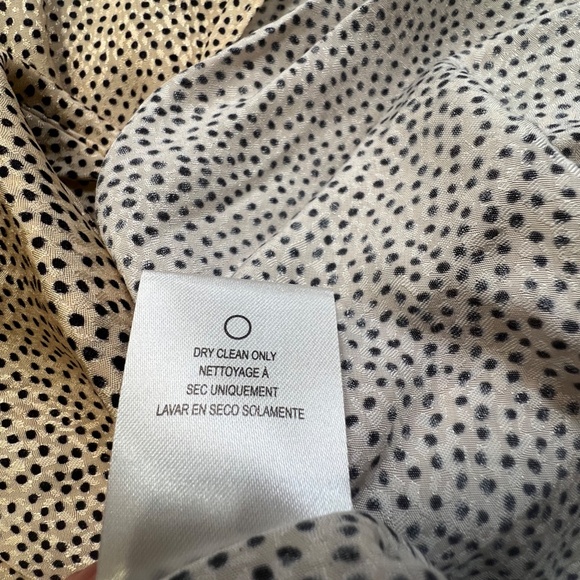 DRY CLEAN ONLY
NETTOYAGE À
SEC UNIQUEMENT
LAVAR EN SECO SOLAMENTE